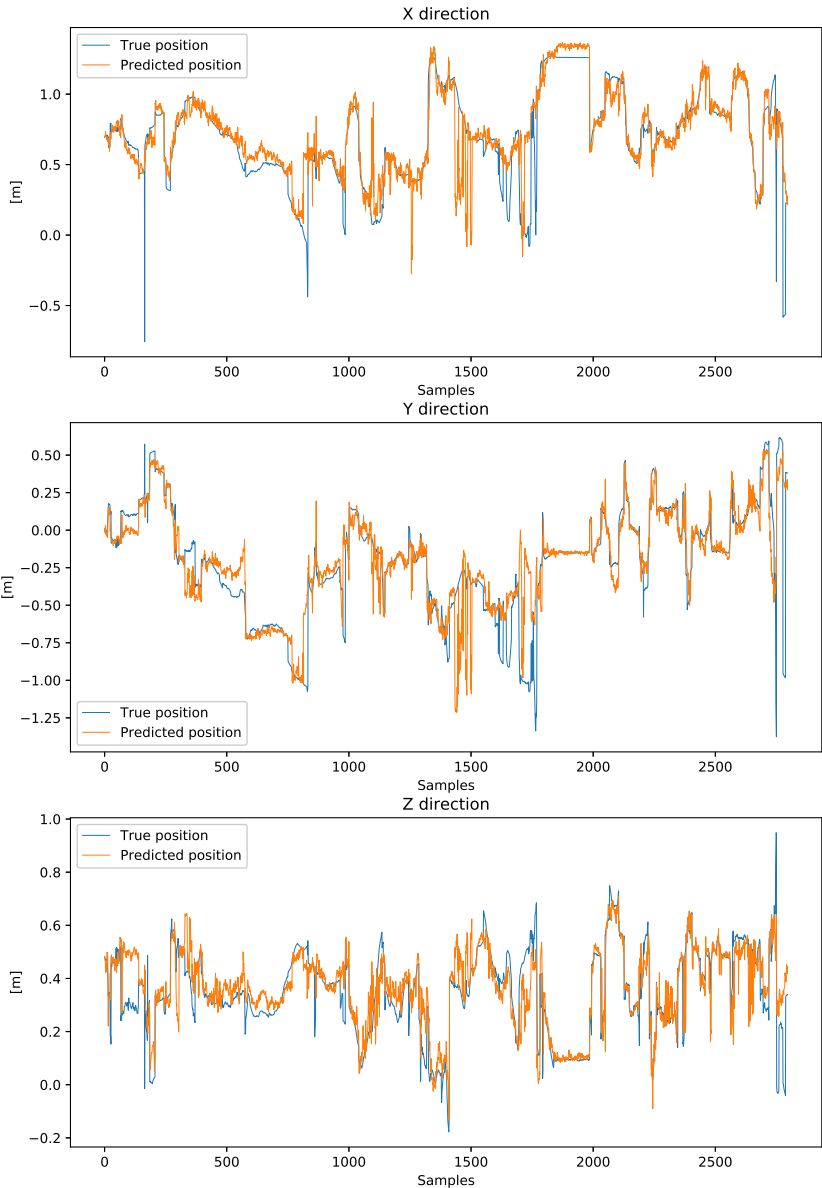 X direction
True position
Predicted position
1.0
0.5
0.0
−0.5
[m]
0 500 1000 1500 2000 2500
Samples
Y direction
0.50
0.25
0.00
−0.25
−0.50
−0.75
−1.00
−1.25
[m]
True position
Predicted position
0 500 1000 1500 2000 2500
Samples
Z direction
True position
Predicted position
1.0
0.8
0.6
0.4
0.2
0.0
−0.2
[m]
0 500 1000 1500 2000 2500
Samples